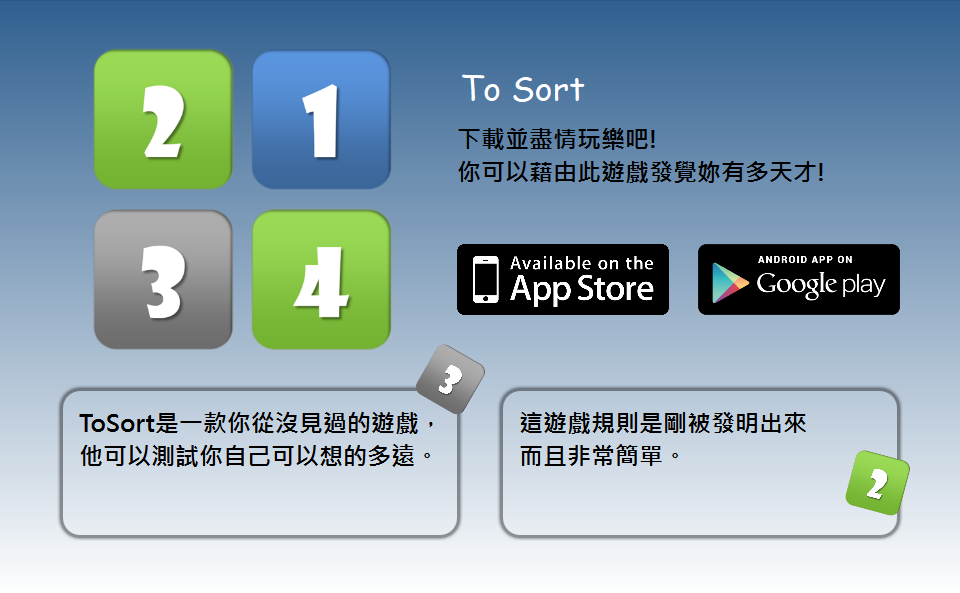 2
1
3
4
To Sort
下載並盡情玩樂吧!
你可以藉由此遊戲發覺妳有多天才!
Available on the
App Store
ANDROID APP ON
Google play
3
ToSort是一款你從沒見過的遊戲，
他可以測試你自己可以想的多遠。
這遊戲規則是剛被發明出來
而且非常簡單。
2